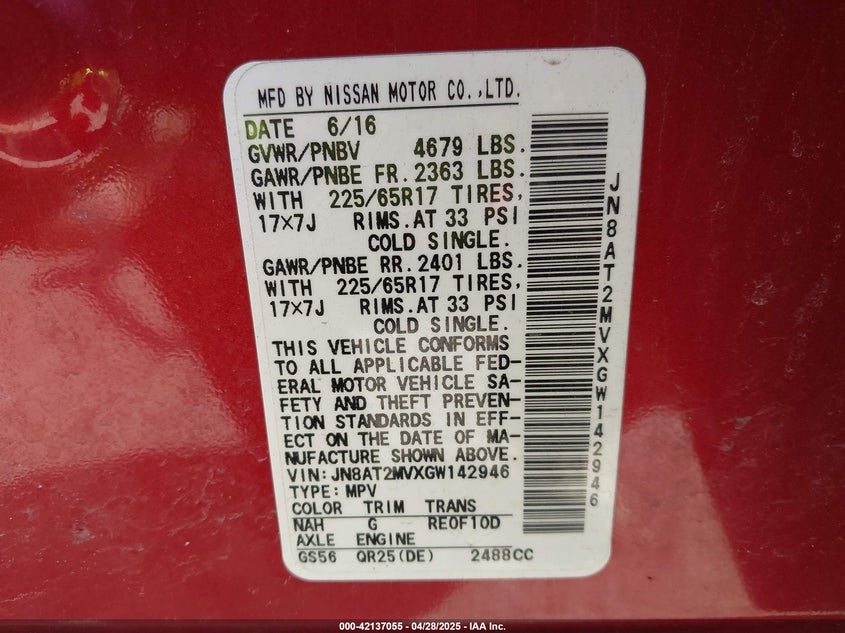 MFD BY NISSAN MOTOR CO.,LTD.
DATE 6/16
GVWR/PNBV 4679 LBS.
GAWR/PNBE FR. 2363 LBS.
WITH 225/65R17 TIRES,
17X7J RIMS.AT 33 PSI
COLD SINGLE.
GAWR/PNBE RR. 2401 LBS.
WITH 225/65R17 TIRES,
17X7J RIMS.AT 33 PSI
COLD SINGLE.
THIS VEHICLE CONFORMS
TO ALL APPLICABLE FED-
ERAL MOTOR VEHICLE SA-
FETY AND THEFT PREVEN-
TION STANDARDS IN EFF-
ECT ON THE DATE OF MA-
NUFACTURE SHOWN ABOVE.
VIN:JN8AT2MVXGW142946
TYPE:MPV
COLOR TRIM TRANS
NAH G RE0F10D
AXLE ENGINE
GS56 QR25(DE) 2488CC
JN8AT2MVXGW142946
000-42137055 - 04/28/2025 - IAA Inc.